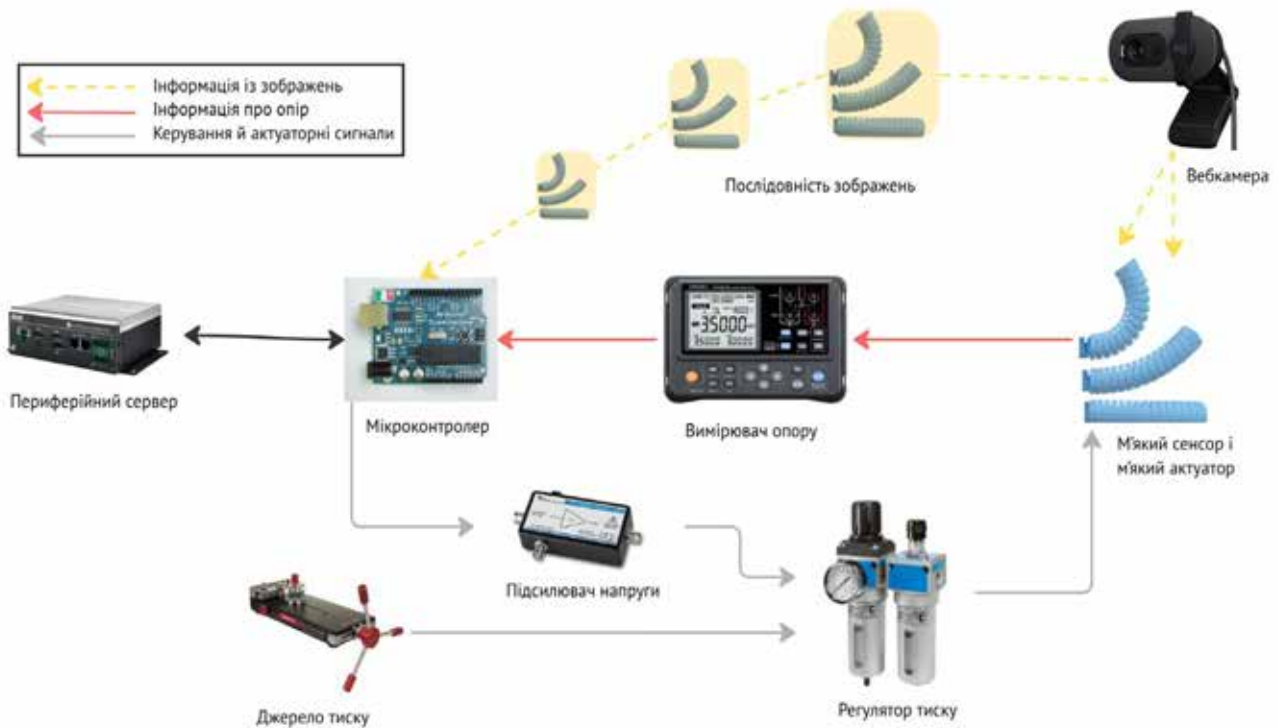 Інформація із зображень
Інформація про опір
Керування й актуаторні сигнали
Послідовність зображень
Вебкамера
Периферійний сервер
Мікроконтролер
Вимірювач опору
М'який сенсор і
м'який актуатор
Підсилювач напруги
Джерело тиску
Регулятор тиску